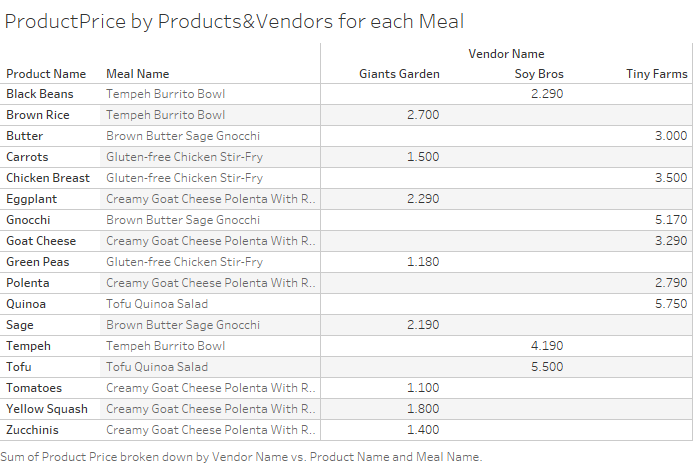 ProductPrice by Products&Vendors for each Meal
Vendor Name
Product Name Meal Name Giants Garden Soy Bros Tiny Farms
Black Beans Tempeh Burrito Bowl 2.290
Brown Rice Tempeh Burrito Bowl 2.700
Butter Brown Butter Sage Gnocchi 3.000
Carrots Gluten-free Chicken Stir-Fry 1.500
Chicken Breast Gluten-free Chicken Stir-Fry 3.500
Eggplant Creamy Goat Cheese Polenta With R.. 2.290
Gnocchi Brown Butter Sage Gnocchi 5.170
Goat Cheese Creamy Goat Cheese Polenta With R.. 3.290
Green Peas Gluten-free Chicken Stir-Fry 1.180
Polenta Creamy Goat Cheese Polenta With R.. 2.790
Quinoa Tofu Quinoa Salad 5.750
Sage Brown Butter Sage Gnocchi 2.190
Tempeh Tempeh Burrito Bowl 4.190
Tofu Tofu Quinoa Salad 5.500
Tomatoes Creamy Goat Cheese Polenta With R.. 1.100
Yellow Squash Creamy Goat Cheese Polenta With R.. 1.800
Zucchinis Creamy Goat Cheese Polenta With R.. 1.400
Sum of Product Price broken down by Vendor Name vs. Product Name and Meal Name.